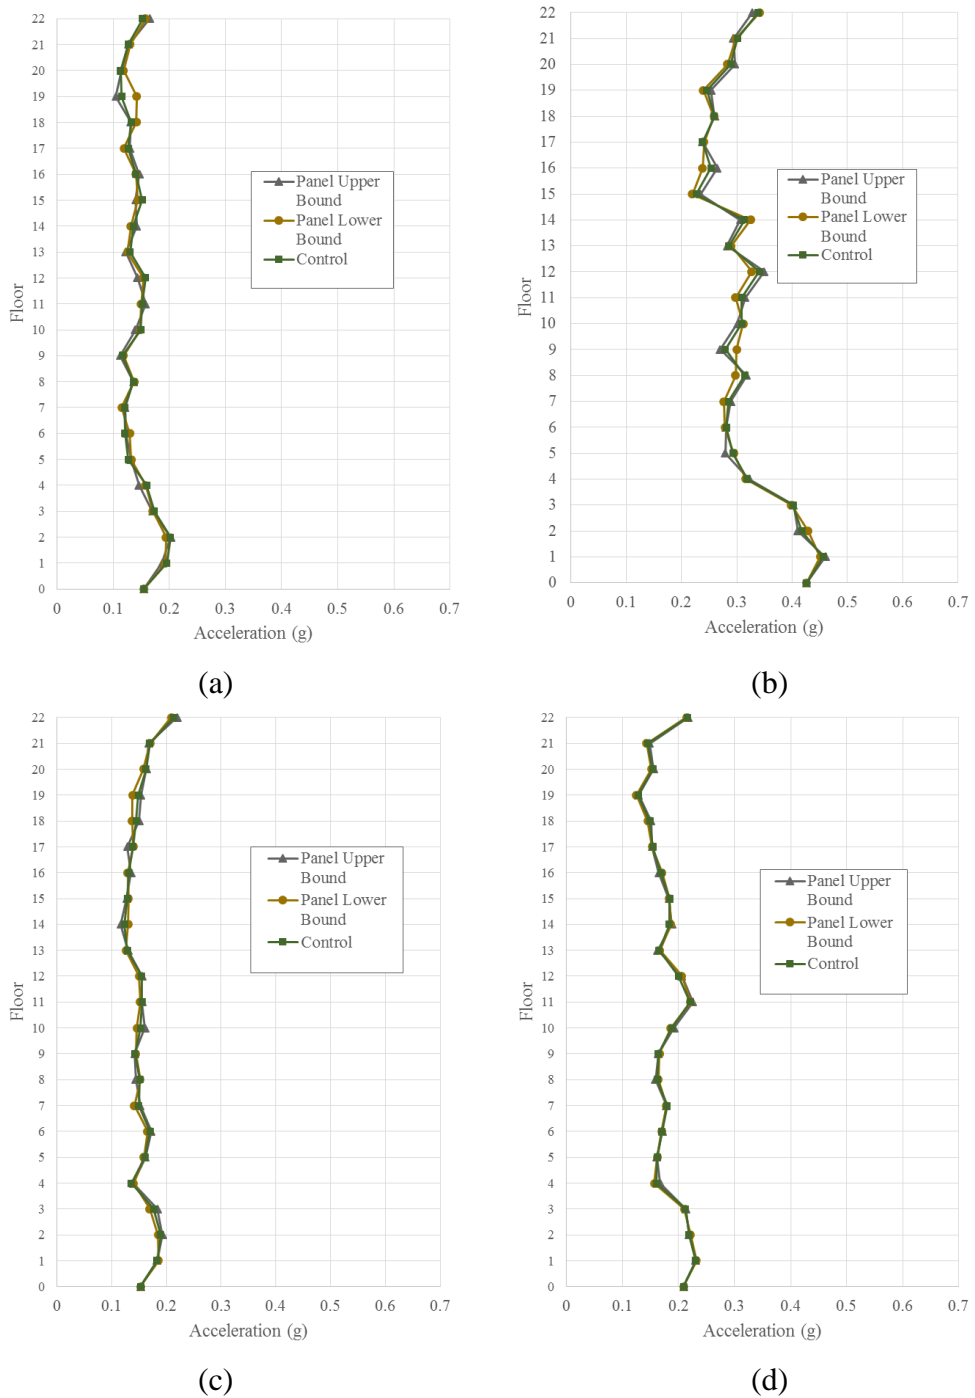 22
21
20
19
18
17
16
15
14
13
12
11
10
9
8
7
6
5
4
3
2
1
0
Floor
Panel Upper
Bound
Panel Lower
Bound
Control
0 0.1 0.2 0.3 0.4 0.5 0.6 0.7
Acceleration (g)
(a)
22
21
20
19
18
17
16
15
14
13
12
11
10
9
8
7
6
5
4
3
2
1
0
Floor
Panel Upper
Bound
Panel Lower
Bound
Control
0 0.1 0.2 0.3 0.4 0.5 0.6 0.7
Acceleration (g)
(b)
22
21
20
19
18
17
16
15
14
13
12
11
10
9
8
7
6
5
4
3
2
1
0
Floor
Panel Upper
Bound
Panel Lower
Bound
Control
0 0.1 0.2 0.3 0.4 0.5 0.6 0.7
Acceleration (g)
(c)
22
21
20
19
18
17
16
15
14
13
12
11
10
9
8
7
6
5
4
3
2
1
0
Floor
Panel Upper
Bound
Panel Lower
Bound
Control
0 0.1 0.2 0.3 0.4 0.5 0.6 0.7
Acceleration (g)
(d)